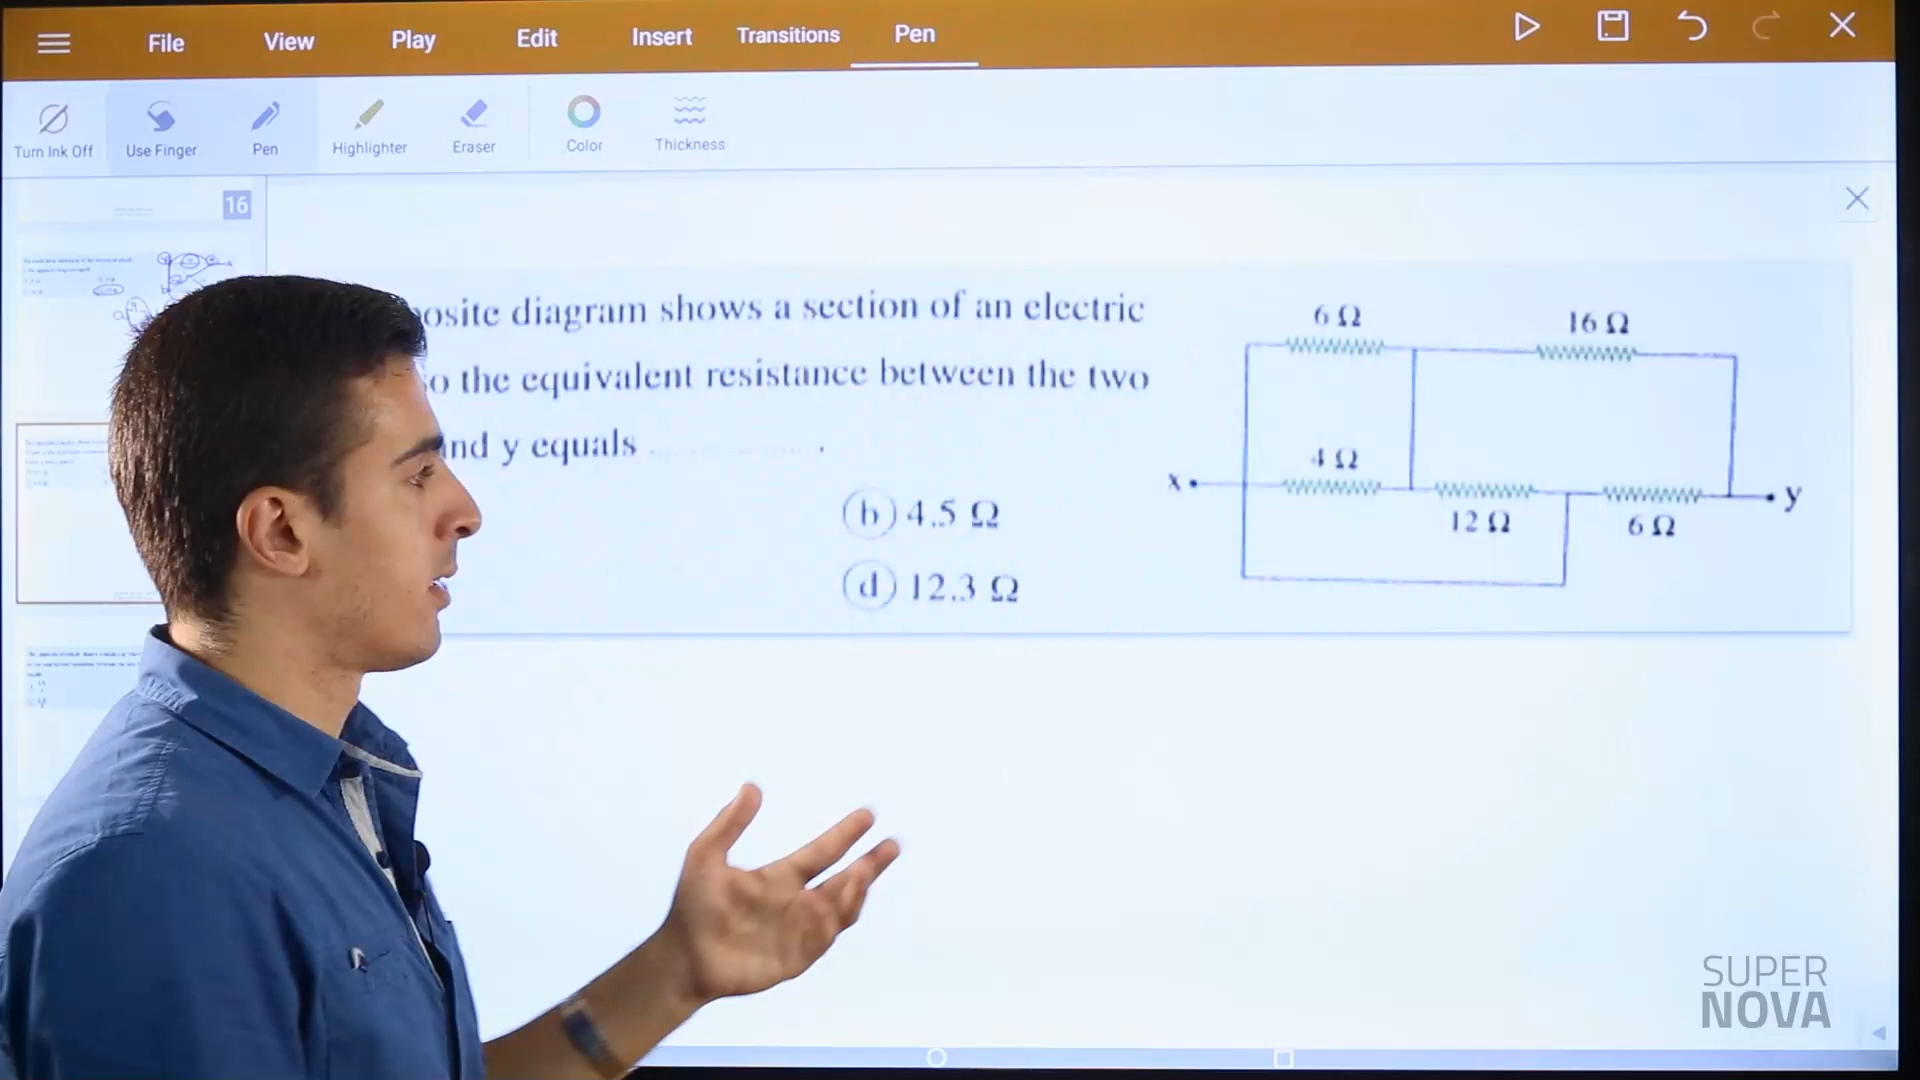 File View Play Edit Insert Transitions Pen
Turn Ink Off Use Finger Pen Highlighter Eraser Color Thickness
16
osite diagram shows a section of an electric
o the equivalent resistance between the two
nd y equals ................ .
(b) 4.5 Ω
(d) 12.3 Ω
6 Ω 16 Ω
4 Ω
x y
12 Ω 6 Ω
SUPER
NOVA